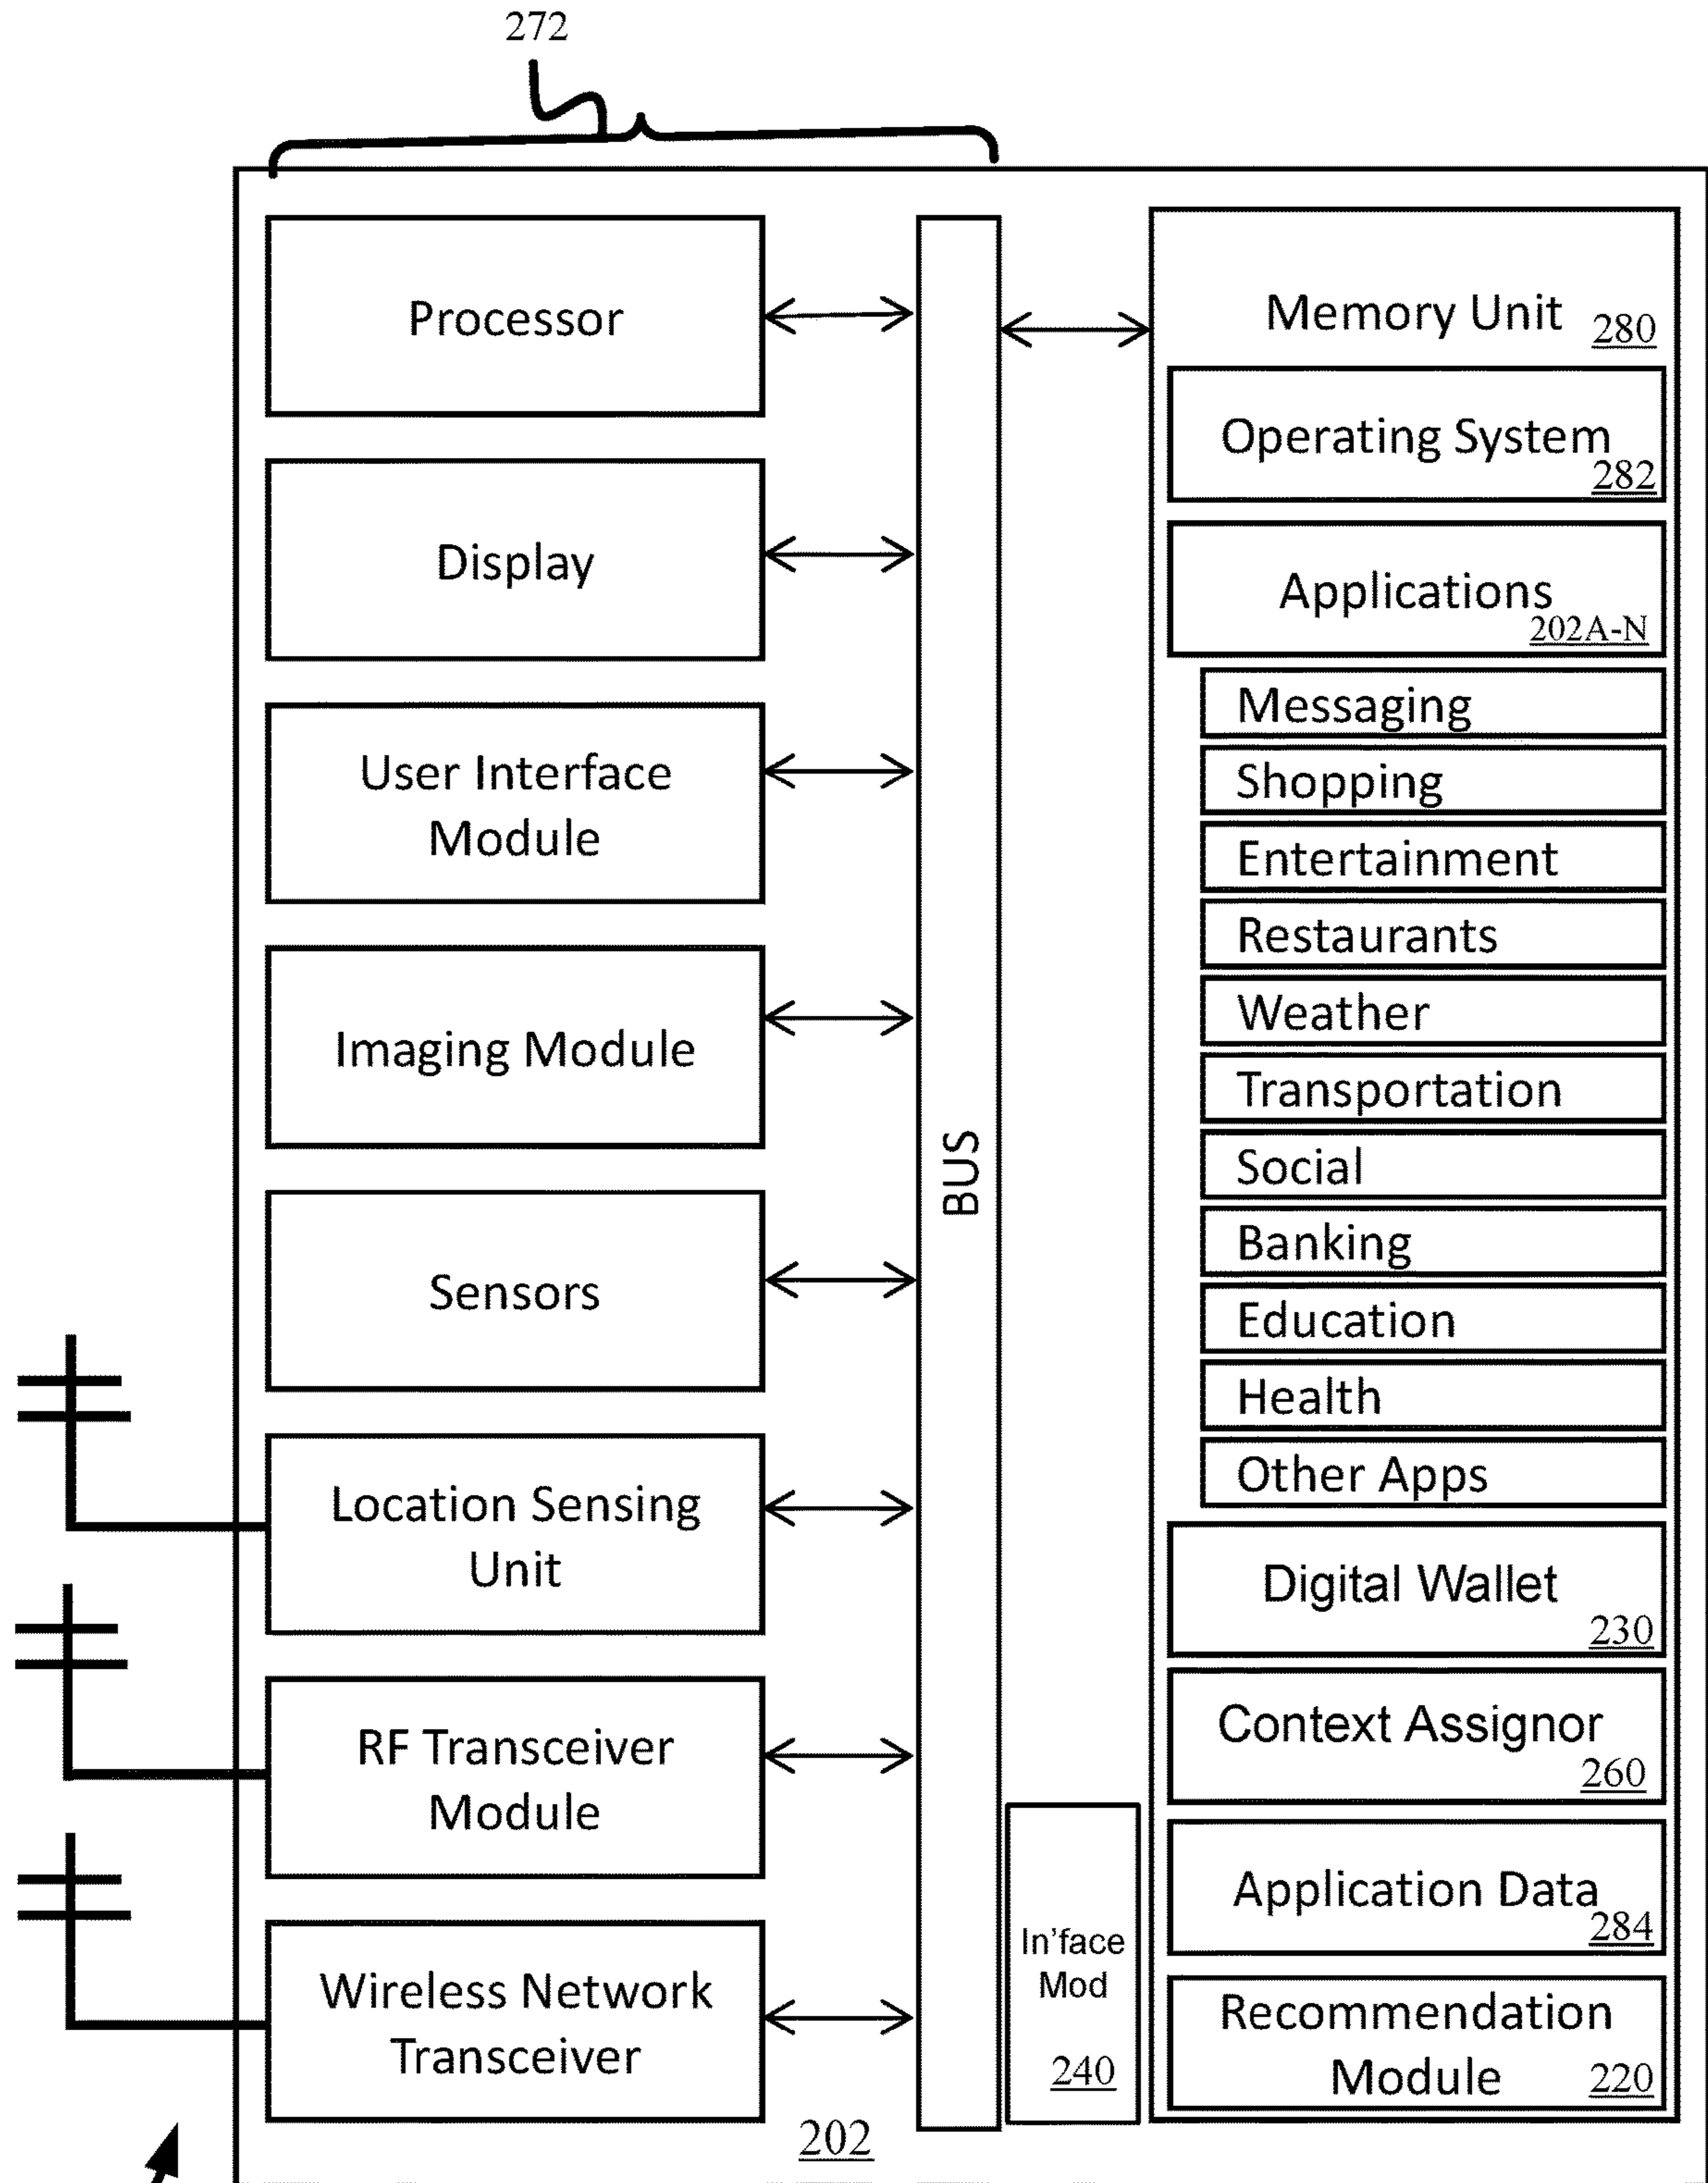 272
Processor
Display
User Interface
Module
Imaging Module
Sensors
Location Sensing
Unit
RF Transceiver
Module
Wireless Network
Transceiver
202
BUS
In'face
Mod
240
Memory Unit
280
Operating System
282
Applications
202A-N
Messaging
Shopping
Entertainment
Restaurants
Weather
Transportation
Social
Banking
Education
Health
Other Apps
Digital Wallet
230
Context Assignor
260
Application Data
284
Recommendation
Module 220